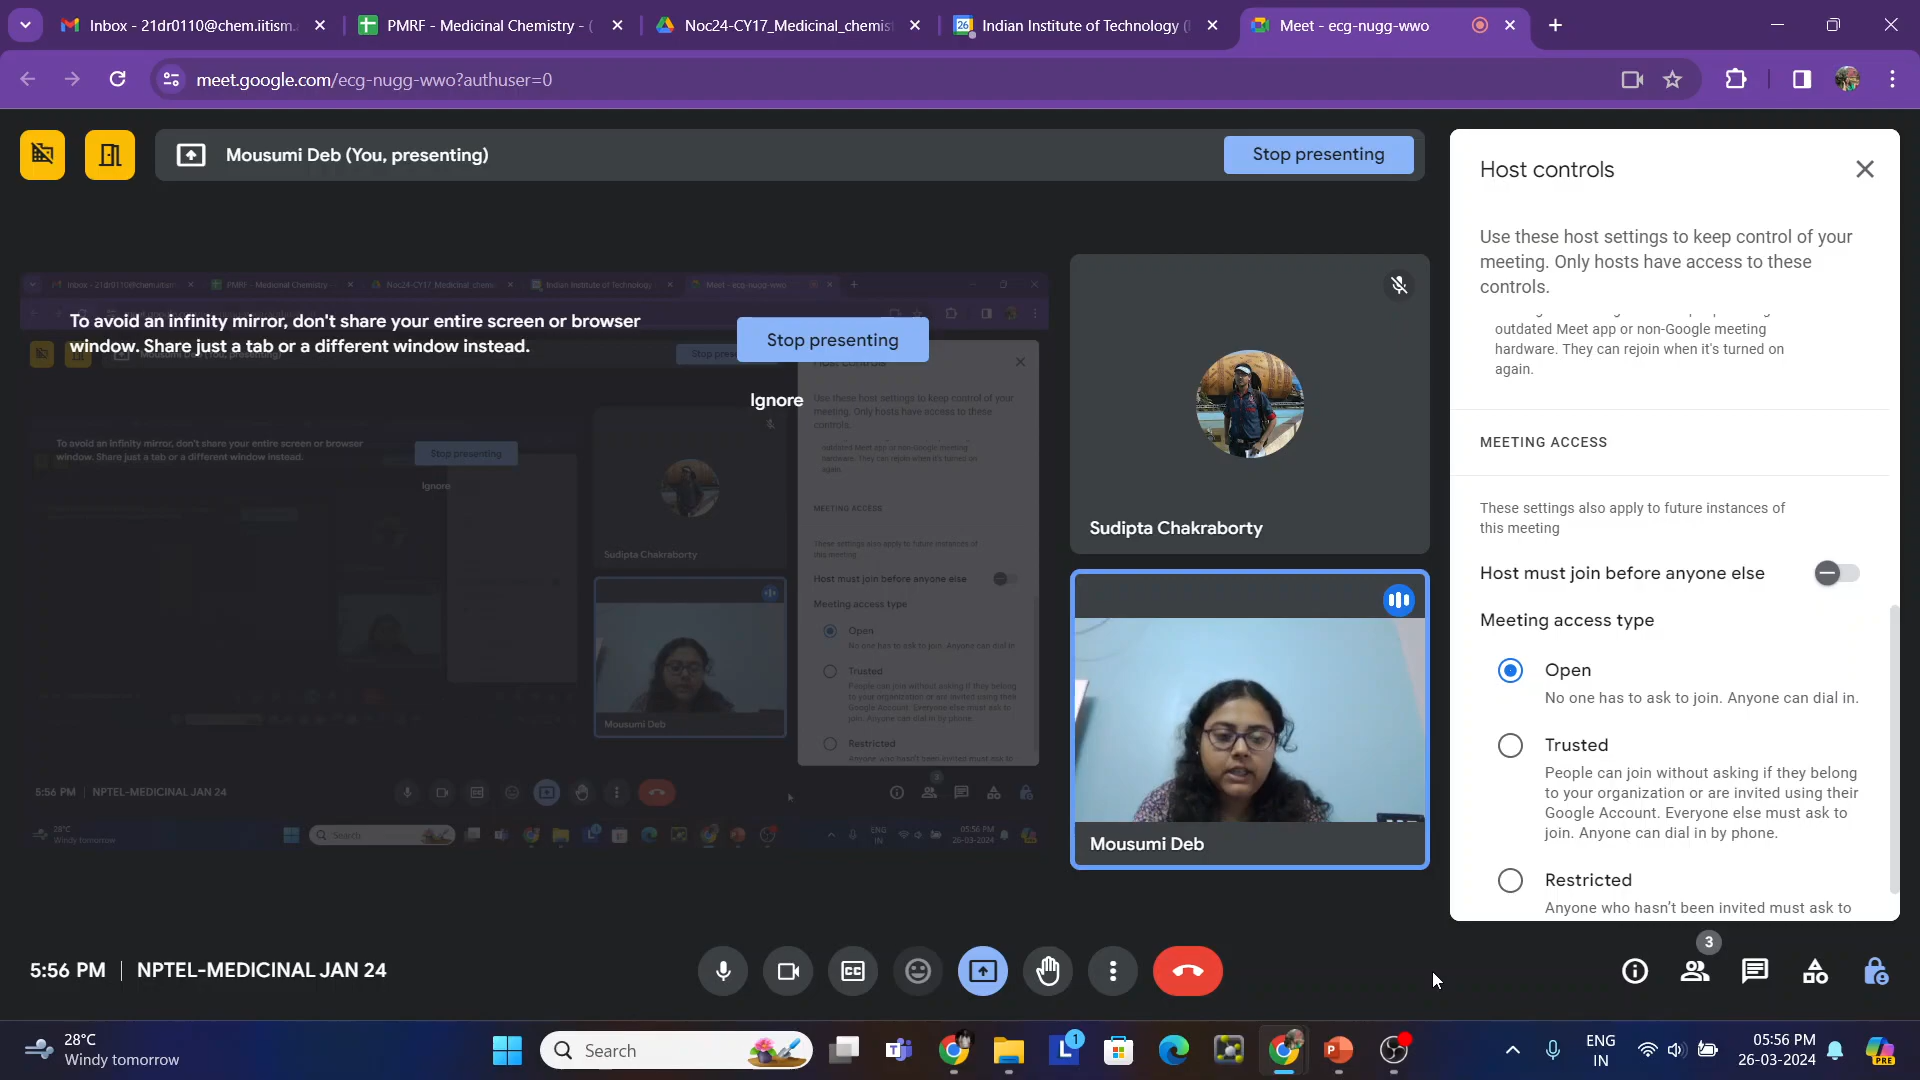 Inbox - 21dr0110@chem.iitism.
PMRF - Medicinal Chemistry - (
Noc24-CY17_Medicinal_chemis
Indian Institute of Technology (
Meet - ecg-nugg-wwo
meet.google.com/ecg-nugg-wwo?authuser=0
Mousumi Deb (You, presenting)
Stop presenting
To avoid an infinity mirror, don't share your entire screen or browser
window. Share just a tab or a different window instead.
Stop presenting
Ignore
Sudipta Chakraborty
Mousumi Deb
Host controls
Use these host settings to keep control of your
meeting. Only hosts have access to these
controls.
outdated Meet app or non-Google meeting
hardware. They can rejoin when it's turned on
again.
MEETING ACCESS
These settings also apply to future instances of
this meeting
Host must join before anyone else
Meeting access type
Open
No one has to ask to join. Anyone can dial in.
Trusted
People can join without asking if they belong
to your organization or are invited using their
Google Account. Everyone else must ask to
join. Anyone can dial in by phone.
Restricted
Anyone who hasn't been invited must ask to
5:56 PM | NPTEL-MEDICINAL JAN 24
CC
3
28°C
Windy tomorrow
Search
1
ENG
IN
05:56 PM
26-03-2024
PRE